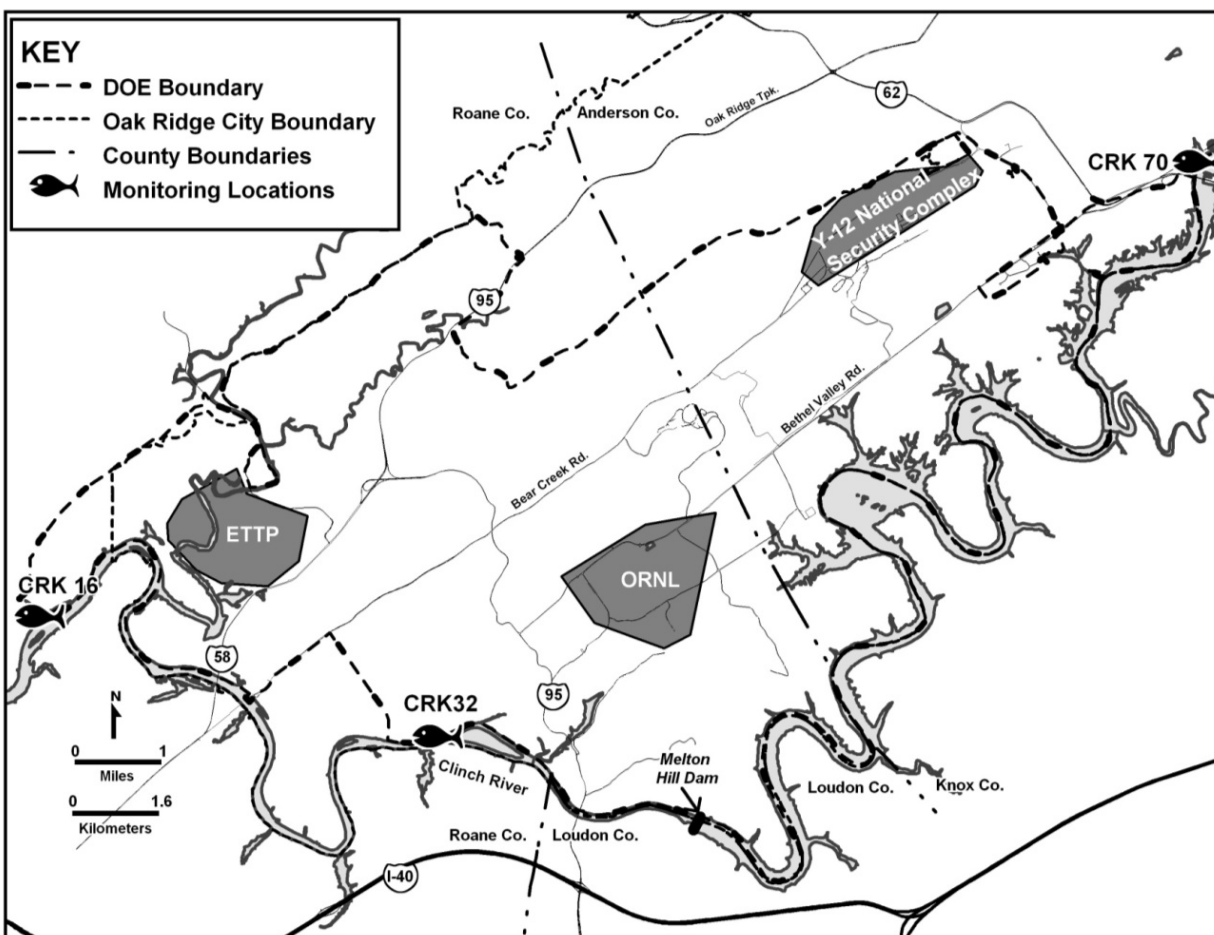 KEY
DOE Boundary
Oak Ridge City Boundary
County Boundaries
Monitoring Locations
Roane Co.
Anderson Co.
Oak Ridge Tpk.
62
CRK 70
Y-12 National
Security Complex
95
Bethel Valley Rd.
Bear Creek Rd.
ETTP
ORNL
CRK 16
58
N
0 1
Miles
0 1.6
Kilometers
CRK32
95
Clinch River
Melton
Hill Dam
Loudon Co.
Knox Co.
Roane Co.
Loudon Co.
I-40